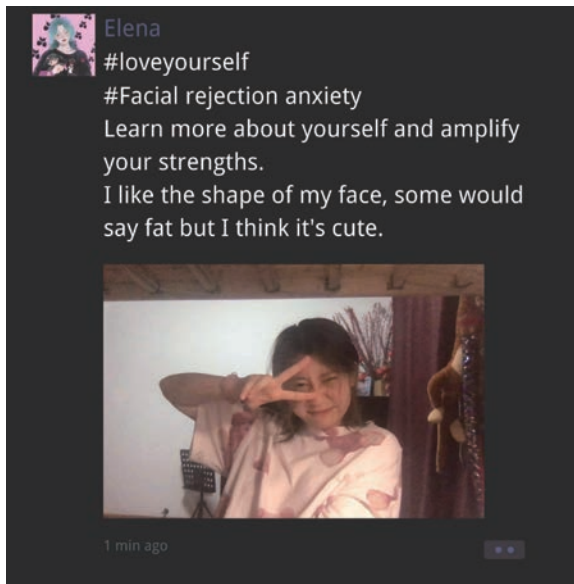 Elena
#loveyourself
#Facial rejection anxiety
Learn more about yourself and amplify
your strengths.
I like the shape of my face, some would
say fat but I think it's cute.
1 min ago